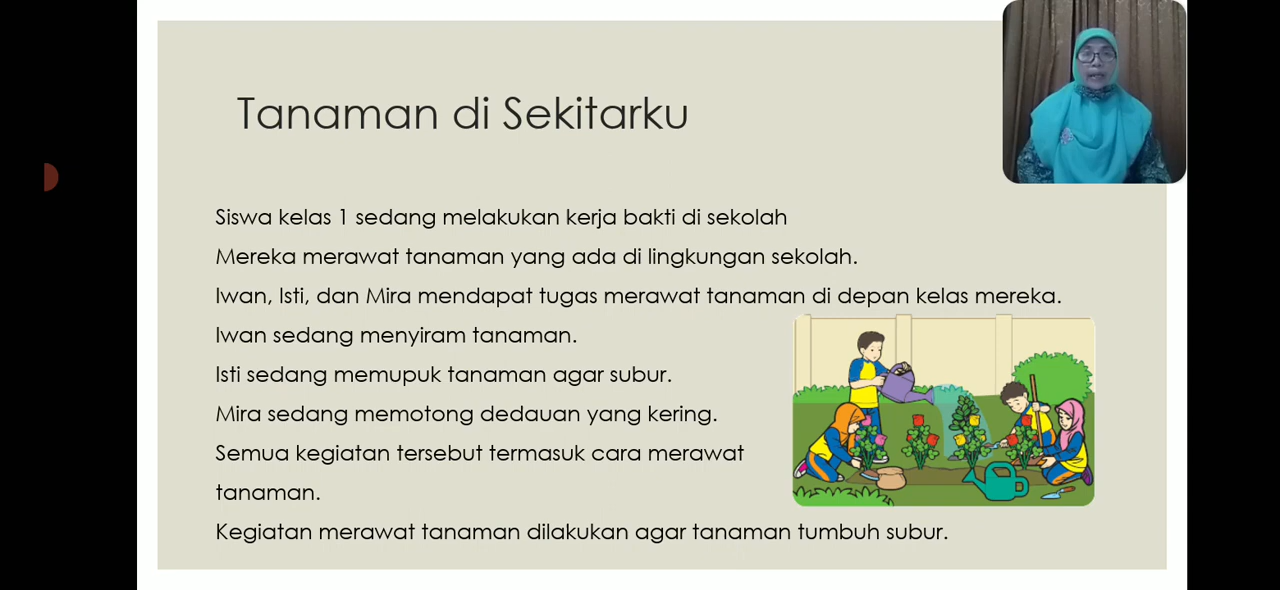 Tanaman di Sekitarku
Siswa kelas 1 sedang melakukan kerja bakti di sekolah
Mereka merawat tanaman yang ada di lingkungan sekolah.
Iwan, Isti, dan Mira mendapat tugas merawat tanaman di depan kelas mereka.
Iwan sedang menyiram tanaman.
Isti sedang memupuk tanaman agar subur.
Mira sedang memotong dedauan yang kering.
Semua kegiatan tersebut termasuk cara merawat
tanaman.
Kegiatan merawat tanaman dilakukan agar tanaman tumbuh subur.